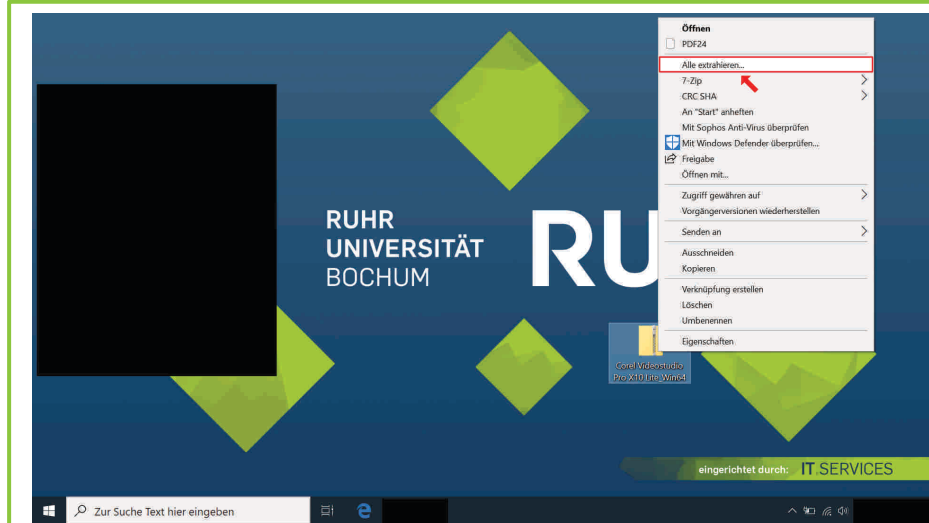 Öffnen
PDF24
Alle extrahieren...
7-Zip
CRC SHA
An "Start" anheften
Mit Sophos Anti-Virus überprüfen
Mit Windows Defender überprüfen...
Freigabe
Öffnen mit...
Zugriff gewähren auf
Vorgängerversionen wiederherstellen
Senden an
Ausschneiden
Kopieren
Verknüpfung erstellen
Löschen
Umbenennen
Eigenschaften
RUHR
UNIVERSITÄT
BOCHUM
RU
Corel Videostudio
Pro X10 Lite_Win64
eingerichtet durch: IT.SERVICES
Zur Suche Text hier eingeben